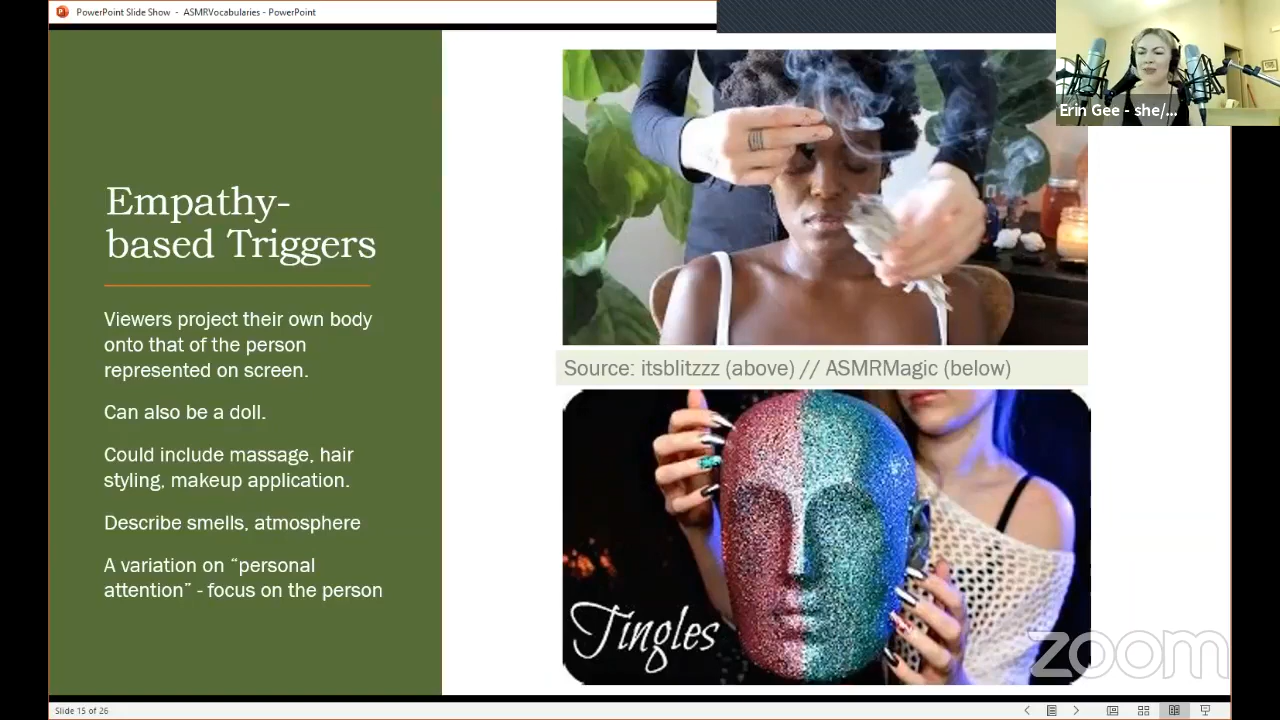 PowerPoint Slide Show - ASMRVocabularies - PowerPoint
Erin Gee - she/...
Empathy-
based Triggers
Viewers project their own body
onto that of the person
represented on screen.
Can also be a doll.
Could include massage, hair
styling, makeup application.
Describe smells, atmosphere
A variation on “personal
attention” - focus on the person
Source: itsblitzzz (above) // ASMRMagic (below)
Tingles
zoom
Slide 15 of 26